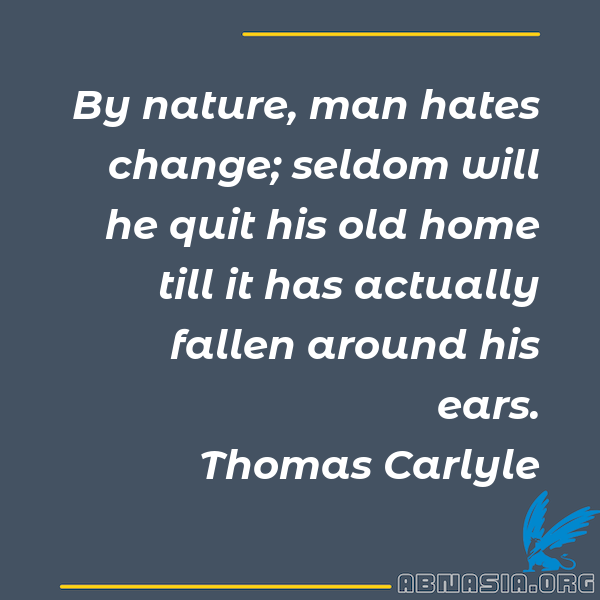 By nature, man hates
change; seldom will
he quit his old home
till it has actually
fallen around his
ears.
Thomas Carlyle
ABNASIA.ORG